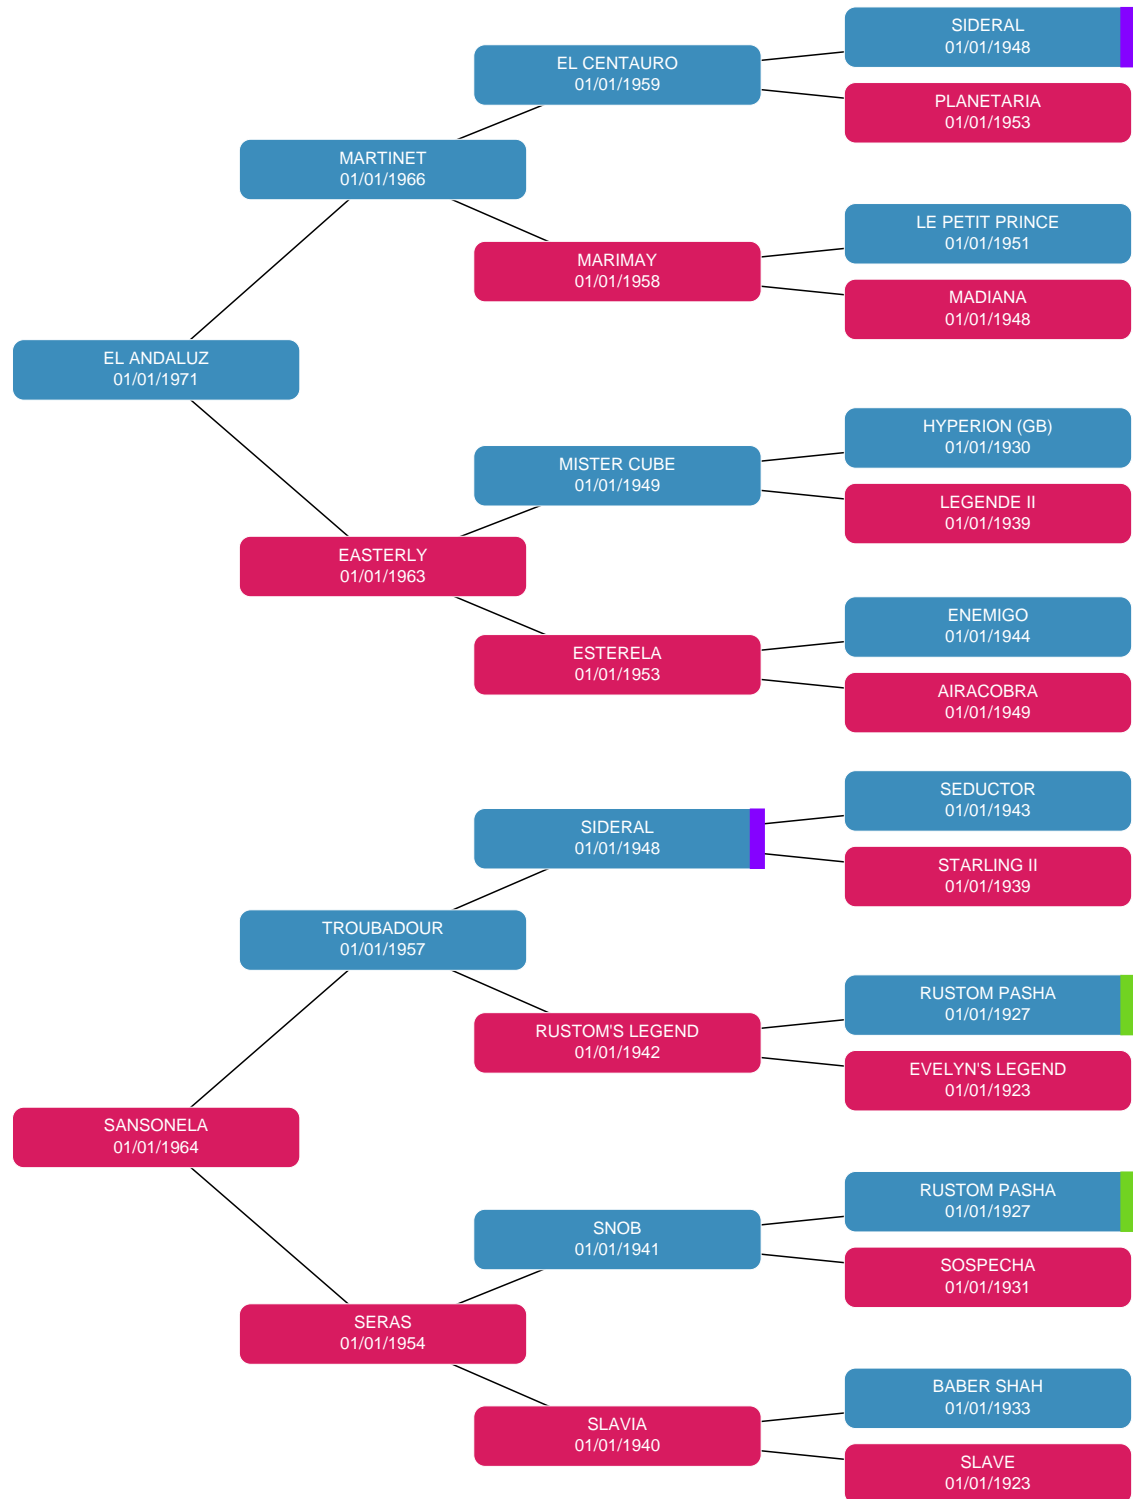 SIDERAL
01/01/1948
EL CENTAURO
01/01/1959
PLANETARIA
01/01/1953
MARTINET
01/01/1966
LE PETIT PRINCE
01/01/1951
MARIMAY
01/01/1958
MADIANA
01/01/1948
EL ANDALUZ
01/01/1971
HYPERION (GB)
01/01/1930
MISTER CUBE
01/01/1949
LEGENDE II
01/01/1939
EASTERLY
01/01/1963
ENEMIGO
01/01/1944
ESTERELA
01/01/1953
AIRACOBRA
01/01/1949
SEDUCTOR
01/01/1943
SIDERAL
01/01/1948
STARLING II
01/01/1939
TROUBADOUR
01/01/1957
RUSTOM PASHA
01/01/1927
RUSTOM'S LEGEND
01/01/1942
EVELYN'S LEGEND
01/01/1923
SANSONELA
01/01/1964
RUSTOM PASHA
01/01/1927
SNOB
01/01/1941
SOSPECHA
01/01/1931
SERAS
01/01/1954
BABER SHAH
01/01/1933
SLAVIA
01/01/1940
SLAVE
01/01/1923